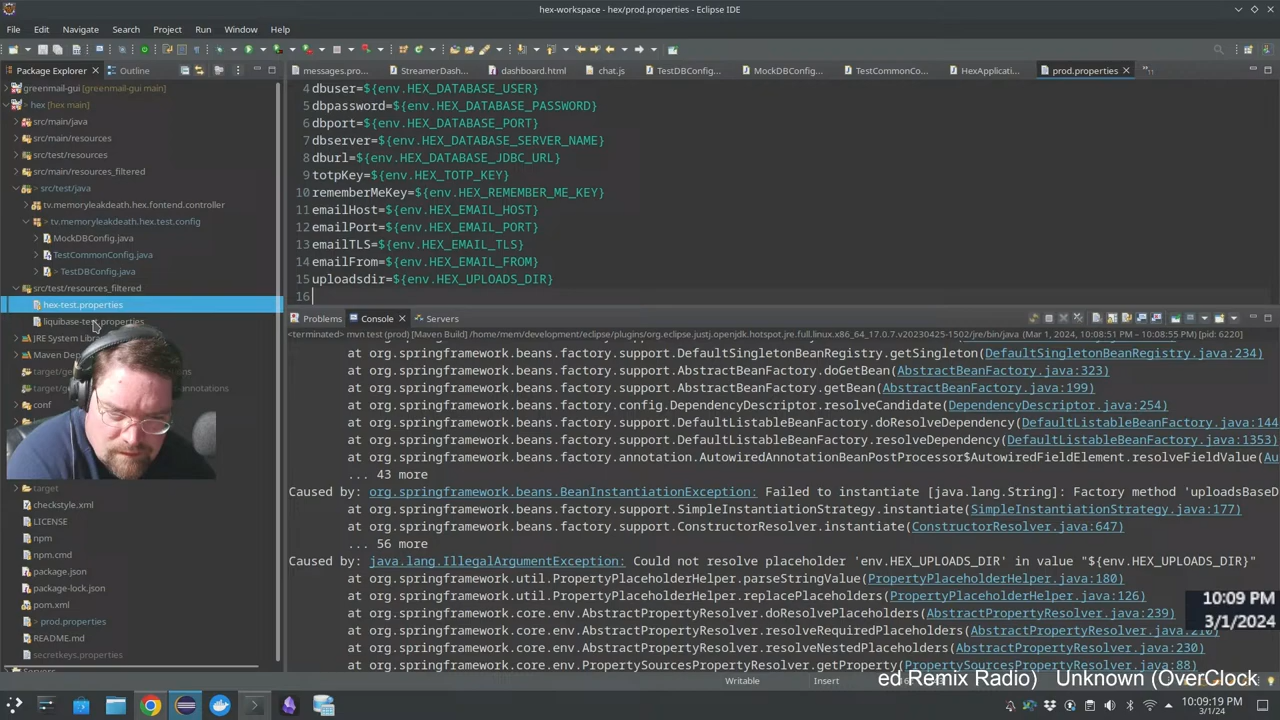 hex-workspace - hex/prod.properties - Eclipse IDE
File Edit Navigate Search Project Run Window Help
Package Explorer Outline
messages.pro... StreamerDash... dashboard.html chat.js TestDBConfig... MockDBConfig... TestCommonCo... HexApplicati... prod.properties
greenmail-gui [greenmail-gui main]
> hex [hex main]
src/main/java
src/main/resources
src/test/resources
src/main/resources_filtered
> src/test/java
tv.memoryleakdeath.hex.fontend.controller
> tv.memoryleakdeath.hex.test.config
MockDBConfig.java
TestCommonConfig.java
> TestDBConfig.java
src/test/resources_filtered
hex-test.properties
liquibase-test.properties
JRE System Libra
Maven Dep
conf
target
checkstyle.xml
LICENSE
npm
npm.cmd
package.json
package-lock.json
pom.xml
> prod.properties
README.md
secretkeys.properties
Servers
4 dbuser=${env.HEX_DATABASE_USER}
5 dbpassword=${env.HEX_DATABASE_PASSWORD}
6 dbport=${env.HEX_DATABASE_PORT}
7 dbserver=${env.HEX_DATABASE_SERVER_NAME}
8 dburl=${env.HEX_DATABASE_JDBC_URL}
9 totpKey=${env.HEX_TOTP_KEY}
10 rememberMeKey=${env.HEX_REMEMBER_ME_KEY}
11 emailHost=${env.HEX_EMAIL_HOST}
12 emailPort=${env.HEX_EMAIL_PORT}
13 emailTLS=${env.HEX_EMAIL_TLS}
14 emailFrom=${env.HEX_EMAIL_FROM}
15 uploadsdir=${env.HEX_UPLOADS_DIR}
16
Problems Console Servers
<terminated> mvn test (prod) [Maven Build] /home/mem/development/eclipse/plugins/org.eclipse.justj.openjdk.hotspot.jre.full.linux.x86_64_17.0.7.v20230425-1502/jre/bin/java (Mar 1, 2024, 10:08:51 PM – 10:08:55 PM) [pid: 6220]
at org.springframework.beans.factory.support.DefaultSingletonBeanRegistry.getSingleton(DefaultSingletonBeanRegistry.java:234)
at org.springframework.beans.factory.support.AbstractBeanFactory.doGetBean(AbstractBeanFactory.java:323)
at org.springframework.beans.factory.support.AbstractBeanFactory.getBean(AbstractBeanFactory.java:199)
at org.springframework.beans.factory.config.DependencyDescriptor.resolveCandidate(DependencyDescriptor.java:254)
at org.springframework.beans.factory.support.DefaultListableBeanFactory.doResolveDependency(DefaultListableBeanFactory.java:144
at org.springframework.beans.factory.support.DefaultListableBeanFactory.resolveDependency(DefaultListableBeanFactory.java:1353)
at org.springframework.beans.factory.annotation.AutowiredAnnotationBeanPostProcessor$AutowiredFieldElement.resolveFieldValue(Au
... 43 more
Caused by: org.springframework.beans.BeanInstantiationException: Failed to instantiate [java.lang.String]: Factory method 'uploadsBaseD
at org.springframework.beans.factory.support.SimpleInstantiationStrategy.instantiate(SimpleInstantiationStrategy.java:177)
at org.springframework.beans.factory.support.ConstructorResolver.instantiate(ConstructorResolver.java:647)
... 56 more
Caused by: java.lang.IllegalArgumentException: Could not resolve placeholder 'env.HEX_UPLOADS_DIR' in value "${env.HEX_UPLOADS_DIR}"
at org.springframework.util.PropertyPlaceholderHelper.parseStringValue(PropertyPlaceholderHelper.java:180)
at org.springframework.util.PropertyPlaceholderHelper.replacePlaceholders(PropertyPlaceholderHelper.java:126)
at org.springframework.core.env.AbstractPropertyResolver.doResolvePlaceholders(AbstractPropertyResolver.java:239)
at org.springframework.core.env.AbstractPropertyResolver.resolveRequiredPlaceholders(AbstractPropertyResolver.java:210)
at org.springframework.core.env.AbstractPropertyResolver.resolveNestedPlaceholders(AbstractPropertyResolver.java:230)
at org.springframework.core.env.PropertySourcesPropertyResolver.getProperty(PropertySourcesPropertyResolver.java:88)
10:09 PM
3/1/2024
Writable Insert
ed Remix Radio) Unknown (OverClock
10:09:19 PM
3/1/24